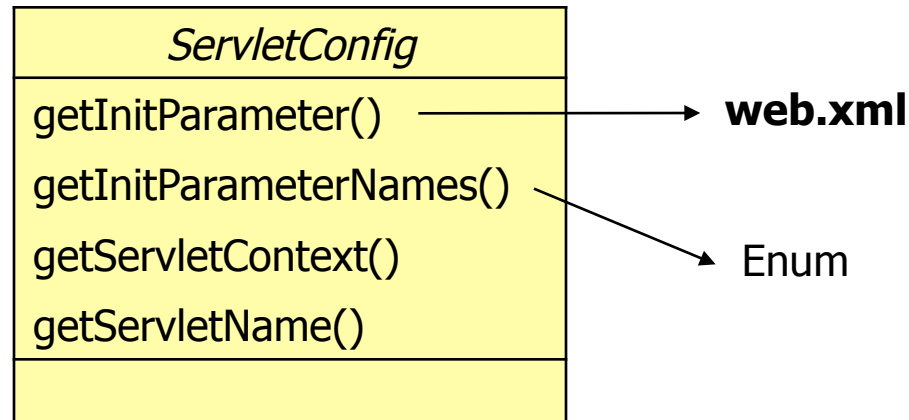 ServletConfig
getInitParameter()
web.xml
getInitParameterNames()
getServletContext()
Enum
getServletName()